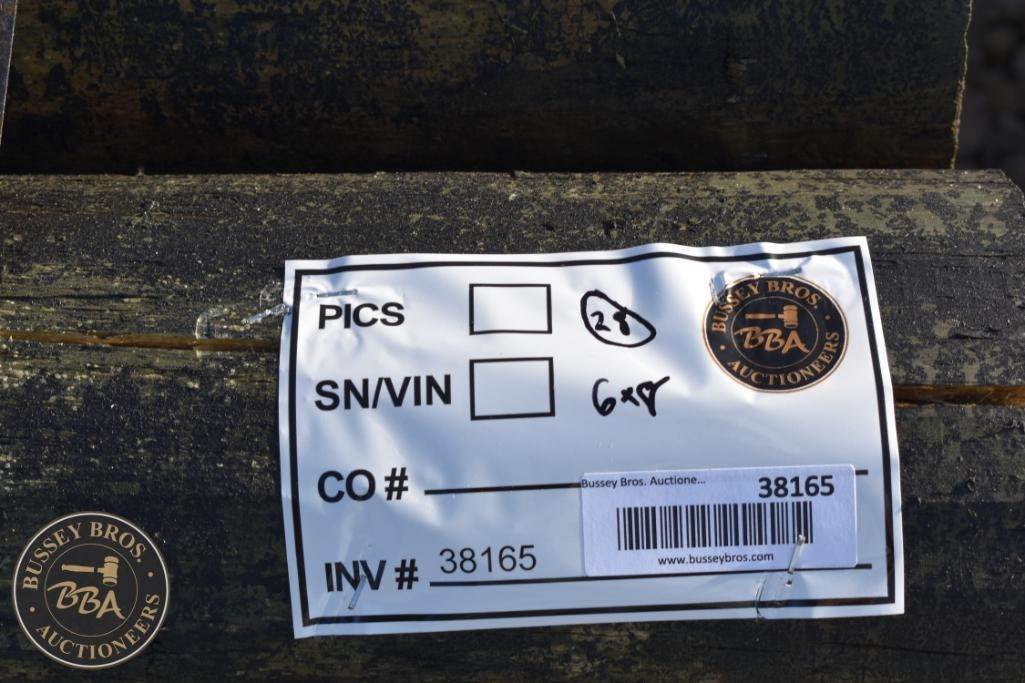 PICS
28
BUSSEY BROS.
BBA
AUCTIONEERS
SN/VIN
6x8
CO #
Bussey Bros. Auctione...
38165
www.busseybros.com
INV # 38165
BUSSEY BROS.
BBA
AUCTIONEERS